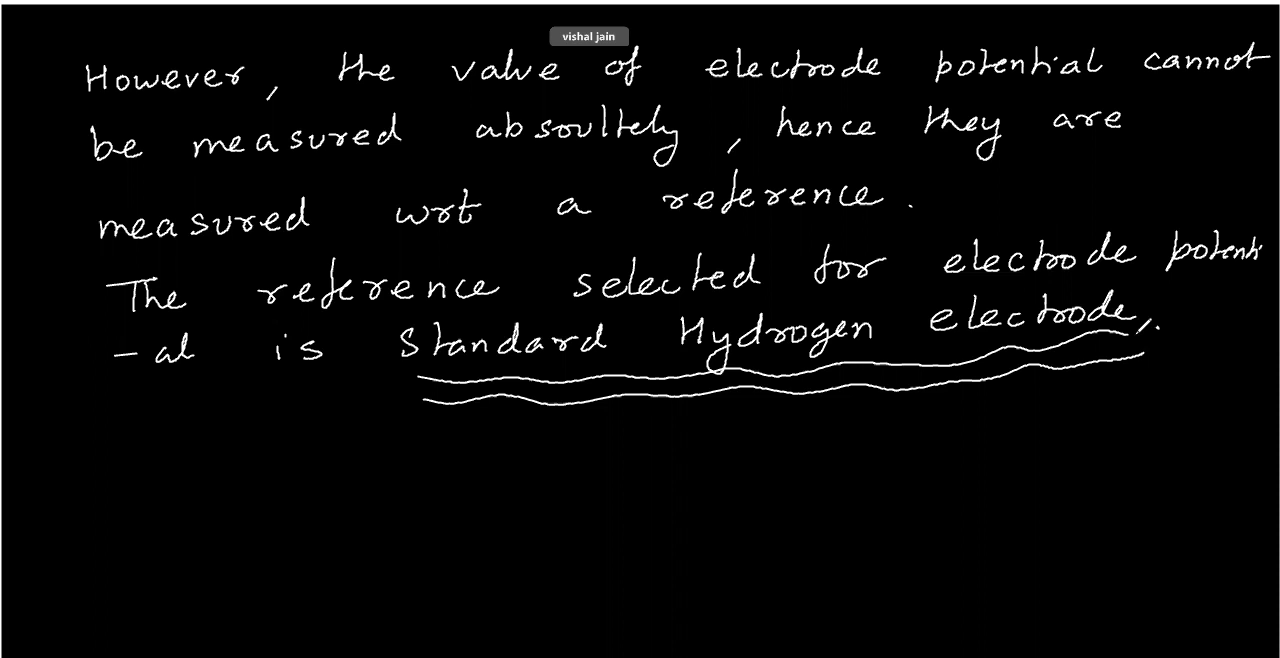 vishal jain
However, the value of electrode potential cannot
be measured absoultely, hence they are
measured wrt a reference.
The reference selected for electrode potenti
-al is Standard Hydrogen electrode,.